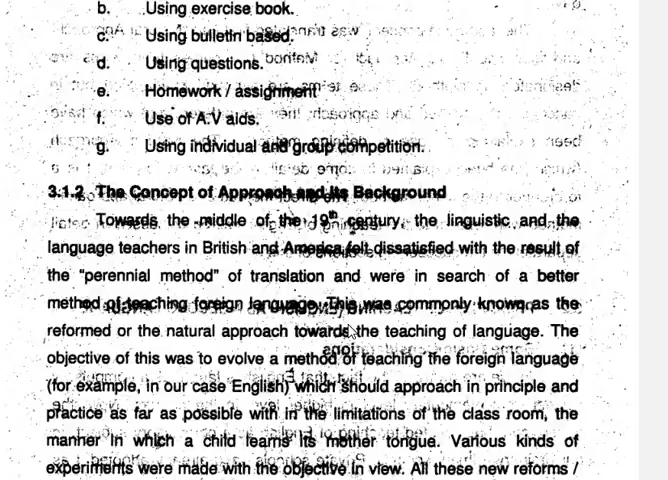 b. Using exercise book.
c. Using bulletin based.
d. Using questions.
e. Homework / assignment
f. Use of A.V aids.
g. Using individual and group competition.
3.1.2 The Concept of Approach and Its Background
Towards the middle of the 19th century, the linguistic and the
language teachers in British and America felt dissatisfied with the result of
the "perennial method" of translation and were in search of a better
method of teaching foreign language. This was commonly known as the
reformed or the natural approach towards the teaching of language. The
objective of this was to evolve a method of teaching the foreign language
(for example, in our case English) which should approach in principle and
practice as far as possible with in the limitations of the class room, the
manner in which a child learns its mother tongue. Various kinds of
experiments were made with the objective in view. All these new reforms /